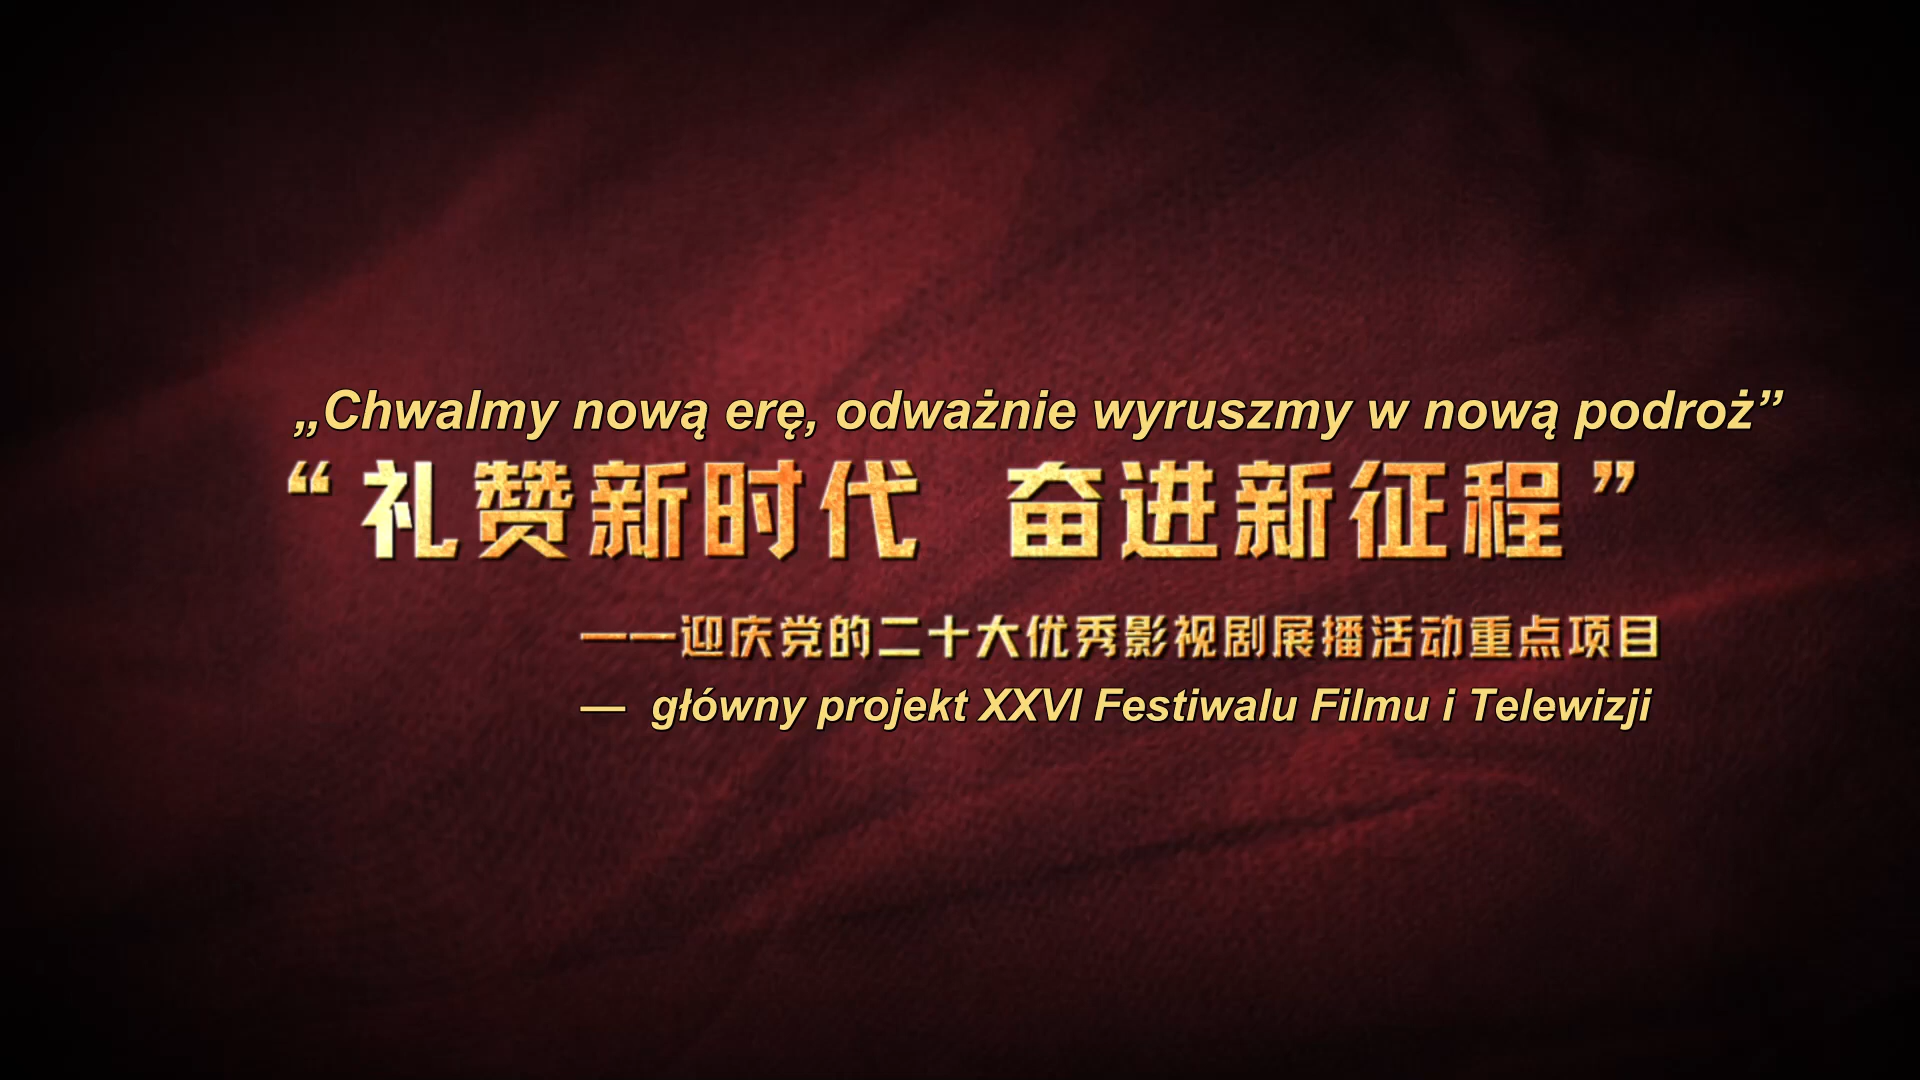 „Chwalmy nową erę, odważnie wyruszmy w nową podroż”
“礼赞新时代 奋进新征程”
——迎庆党的二十大优秀影视剧展播活动重点项目
— główny projekt XXVI Festiwalu Filmu i Telewizji